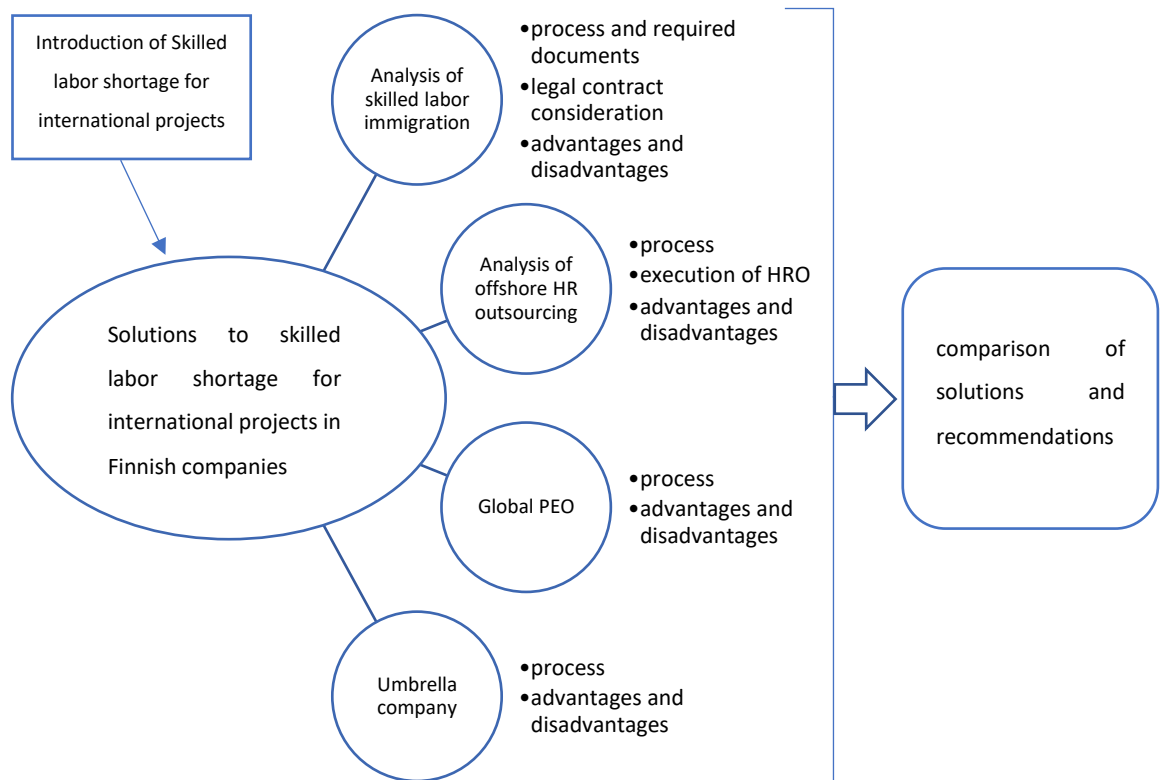 Introduction of Skilled
labor shortage for
international projects
Analysis of
skilled labor
immigration
•process and required
documents
•legal contract
consideration
•advantages and
disadvantages
Analysis of
offshore HR
outsourcing
•process
•execution of HRO
•advantages and
disadvantages
Solutions to skilled
labor shortage for
international projects in
Finnish companies
Global PEO
•process
•advantages and
disadvantages
Umbrella
company
•process
•advantages and
disadvantages
comparison of
solutions and
recommendations